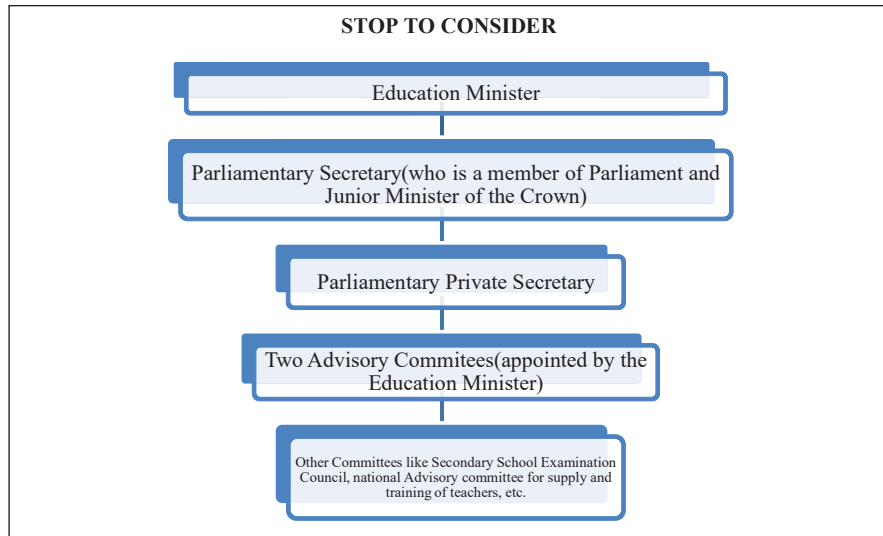 STOP TO CONSIDER
Education Minister
Parliamentary Secretary(who is a member of Parliament and
Junior Minister of the Crown)
Parliamentary Private Secretary
Two Advisory Commitees(appointed by the
Education Minister)
Other Committees like Secondary School Examination
Council, national Advisory committee for supply and
training of teachers, etc.